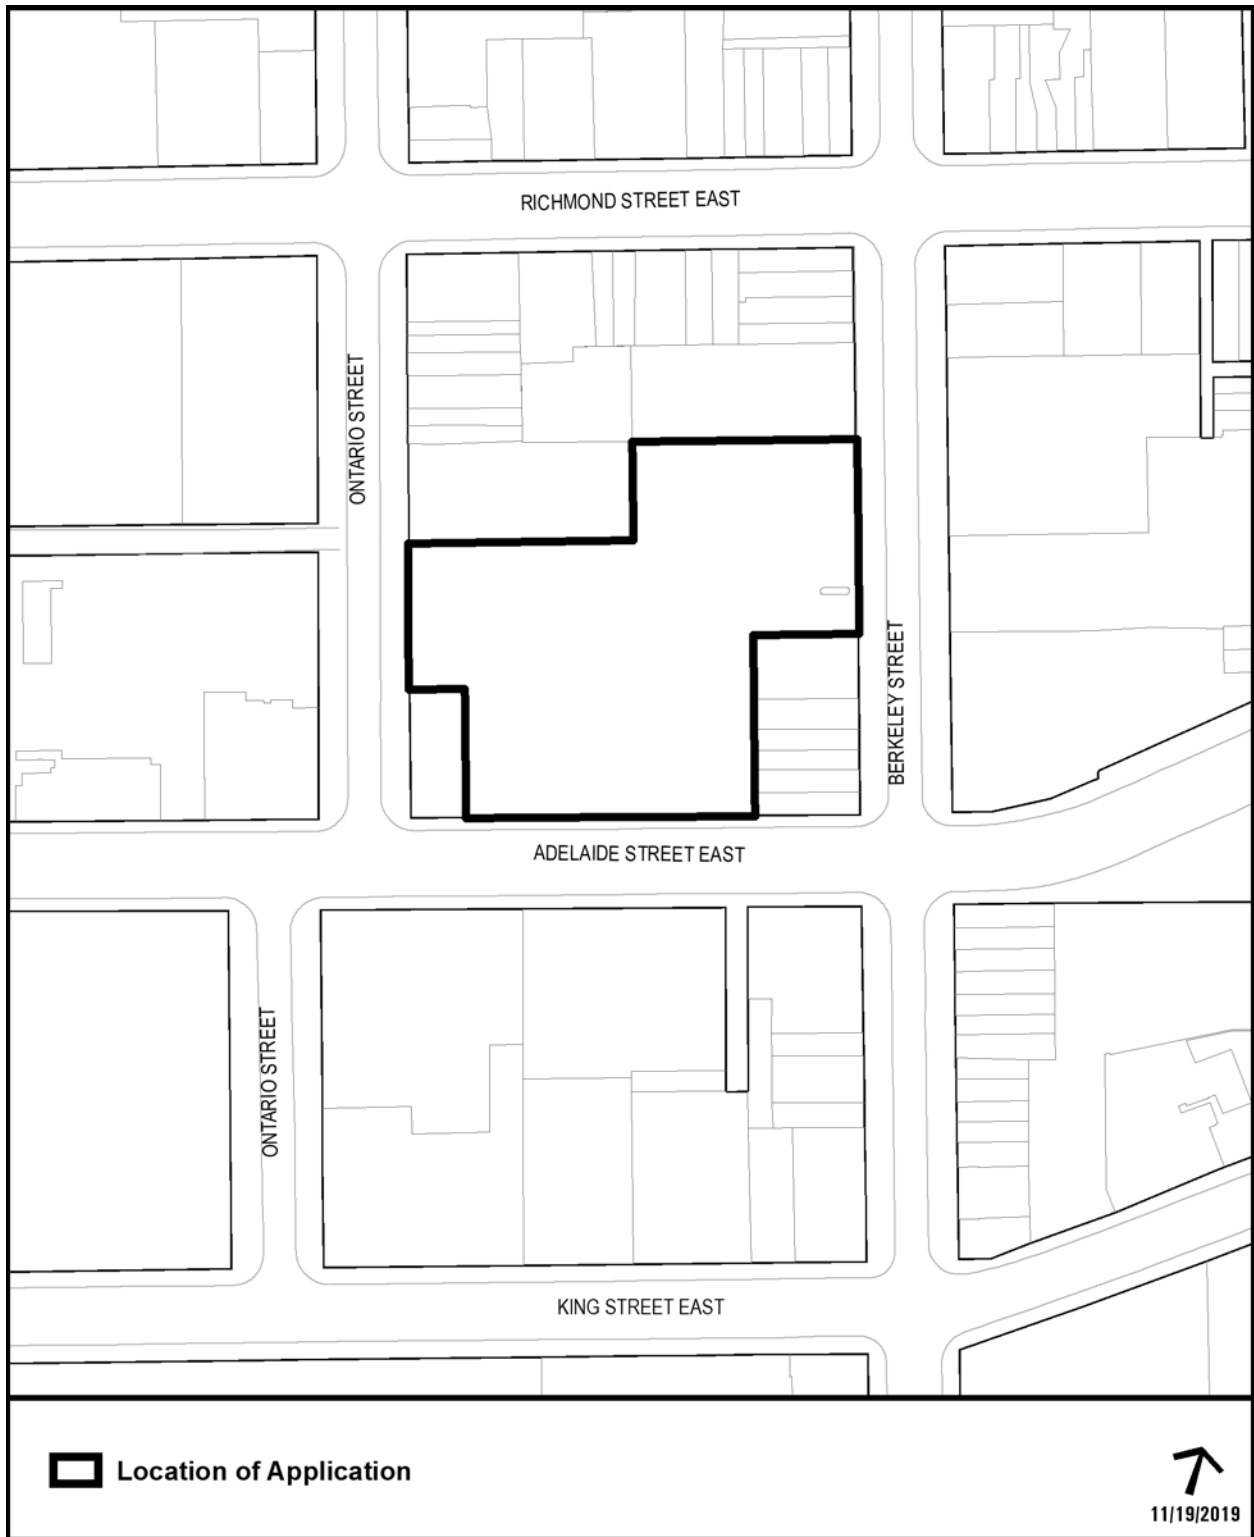 RICHMOND STREET EAST
ONTARIO STREET
BERKELEY STREET
ADELAIDE STREET EAST
ONTARIO STREET
KING STREET EAST
Location of Application
11/19/2019